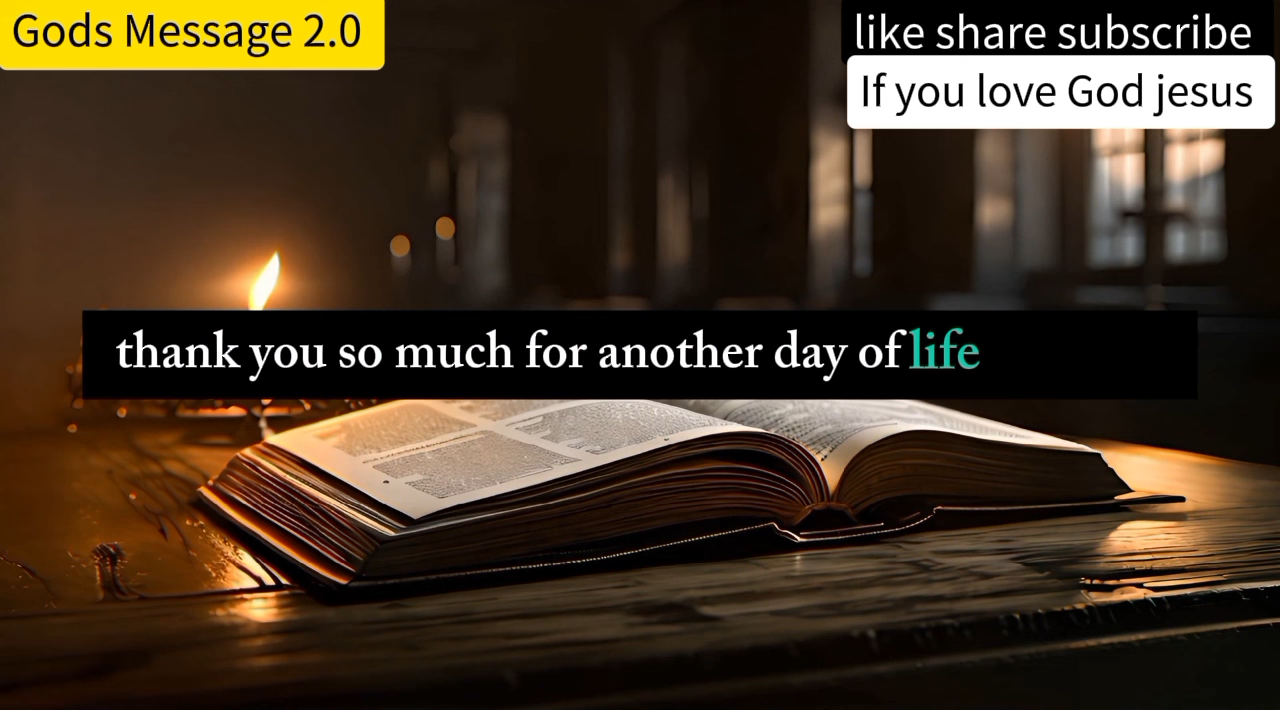 Gods Message 2.0
like share subscribe
If you love God jesus
thank you so much for another day of life